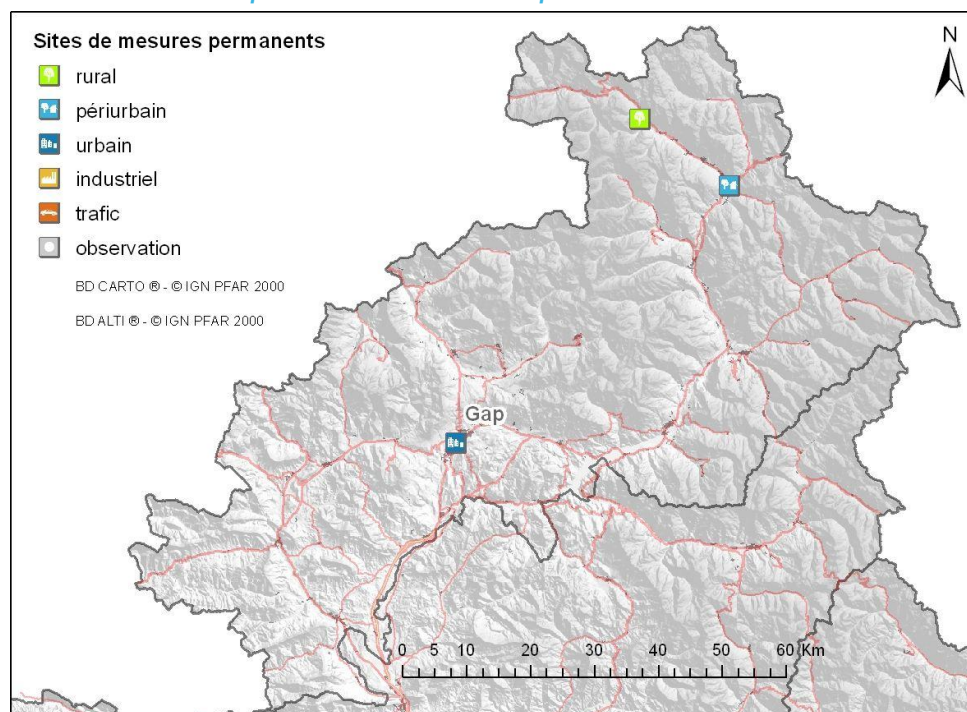 Sites de mesures permanents
rural
périurbain
urbain
industriel
trafic
observation
BD CARTO ® - © IGN PFAR 2000
BD ALTI ® - © IGN PFAR 2000
N
Gap
0 5 10 20 30 40 50 60 Km